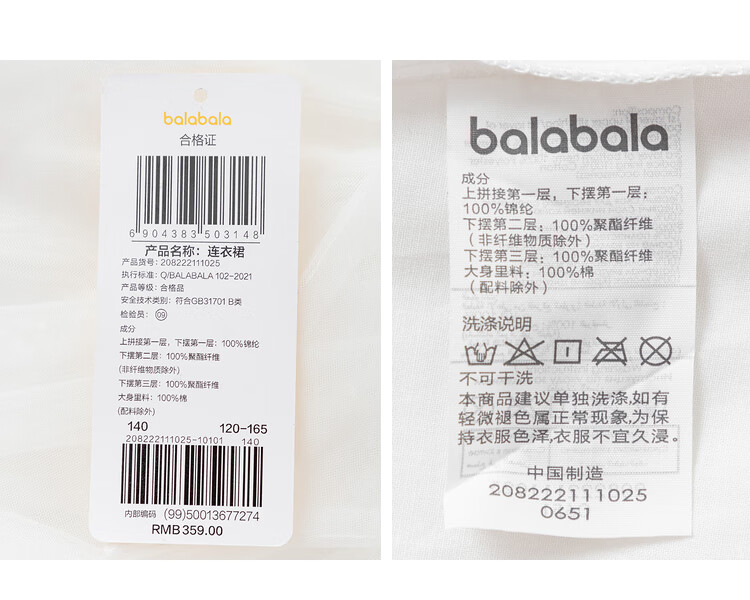 balabala
合格证
6 904383 503148
产品名称：连衣裙
产品货号：208222111025
执行标准：Q/BALABALA 102-2021
产品等级：合格品
安全技术类别：符合GB31701 B类
检验员：09
成分
上拼接第一层，下摆第一层：100%锦纶
下摆第二层：100%聚酯纤维
(非纤维物质除外)
下摆第三层：100%聚酯纤维
大身里料：100%棉
(配料除外)
140 120-165
208222111025-10101 140
内部编码 (99)50013677274
RMB359.00
balabala
成分
上拼接第一层，下摆第一层：
100%锦纶
下摆第二层：100%聚酯纤维
(非纤维物质除外)
下摆第三层：100%聚酯纤维
大身里料：100%棉
(配料除外)
洗涤说明
不可干洗
本商品建议单独洗涤,如有
轻微褪色属正常现象,为保
持衣服色泽,衣服不宜久浸。
中国制造
208222111025
0651